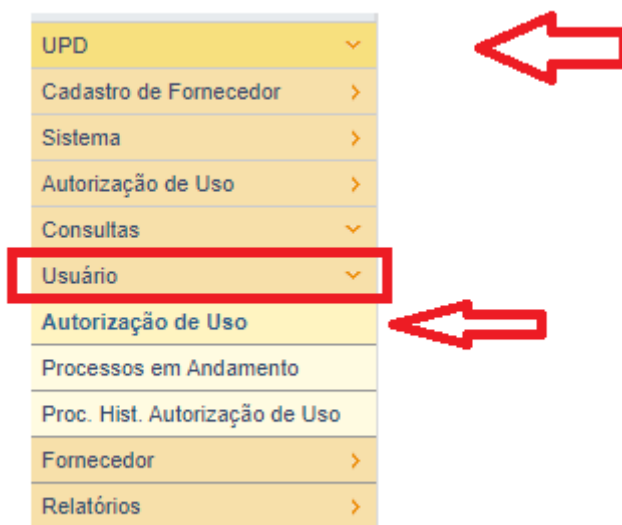 UPD
Cadastro de Fornecedor
Sistema
Autorização de Uso
Consultas
Usuário
Autorização de Uso
Processos em Andamento
Proc. Hist. Autorização de Uso
Fornecedor
Relatórios